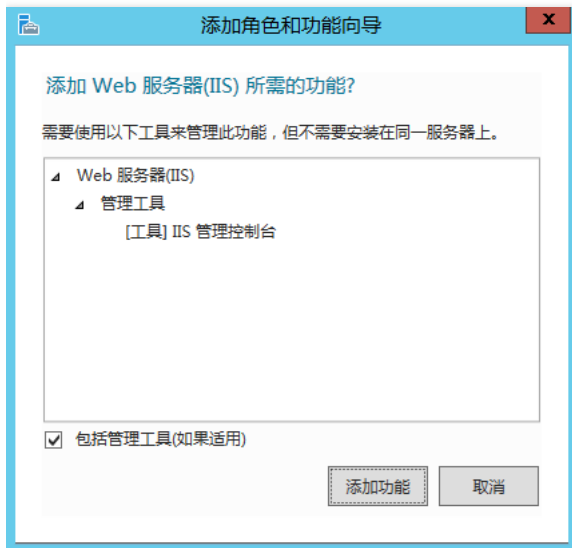 添加角色和功能向导
x
添加 Web 服务器(IIS) 所需的功能?
需要使用以下工具来管理此功能，但不需要安装在同一服务器上。
Web 服务器(IIS)
管理工具
[工具] IIS 管理控制台
包括管理工具(如果适用)
添加功能 取消